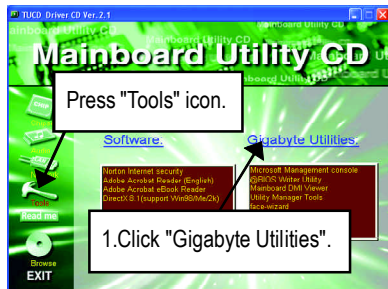 TUCD Driver CD Ver.2.1
Mainboard Utility CD
Press "Tools" icon.
Software:
Gigabyte Utilities:
Norton Internet security
Adobe Acrobat Reader (English)
Adobe Acrobat eBook Reader
DirectX 8.1(support Win98/Me/2k)
Microsoft Management console
@BIOS Writer Utility
Mainboard DMI Viewer
Utility Manager Tools
face-wizard
Tools
Read me
1.Click "Gigabyte Utilities".
Browse
EXIT